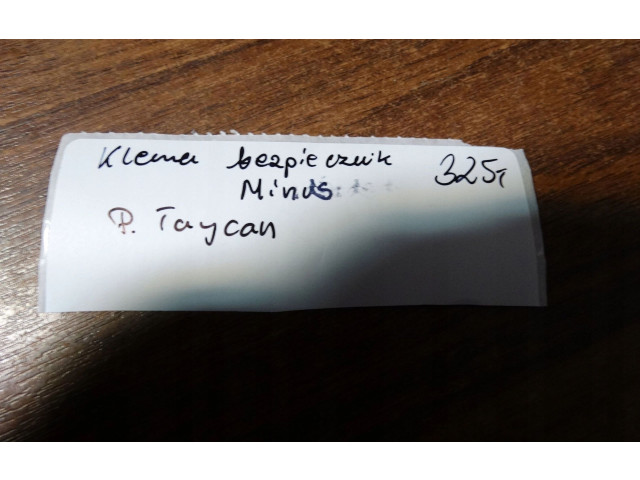 Klema bezpiecznik 325,-
Minus
P. Taycan